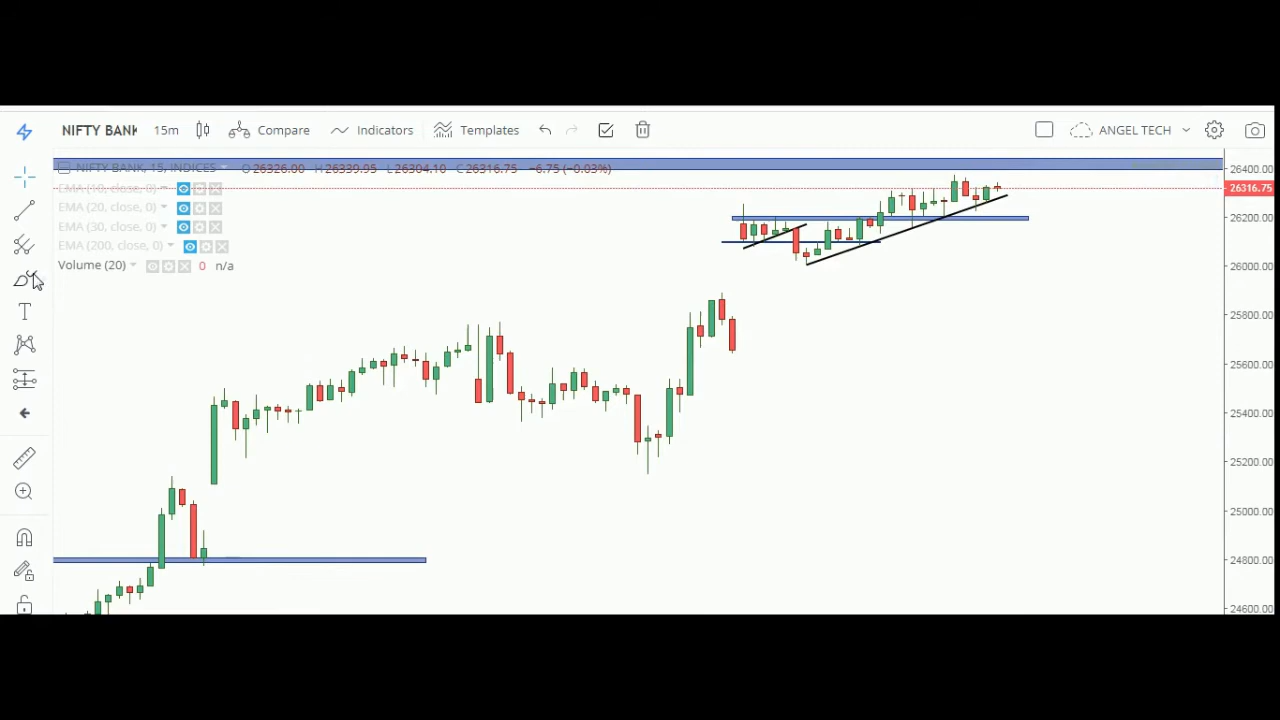 NIFTY BANK 15m Compare Indicators Templates ANGEL TECH
NIFTY BANK, 15, INDICES O 26326.00 H 26339.95 L 26304.10 C 26316.75 −6.75 (−0.03%)
EMA (10, close, 0)
EMA (20, close, 0)
EMA (30, close, 0)
EMA (200, close, 0)
Volume (20) 0 n/a
T
26400.00
26316.75
26200.00
26000.00
25800.00
25600.00
25400.00
25200.00
25000.00
24800.00
24600.00